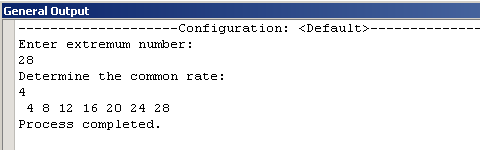 General Output
--------------------Configuration: <Default>--------------
Enter extremum number:
28
Determine the common rate:
4
 4 8 12 16 20 24 28
Process completed.